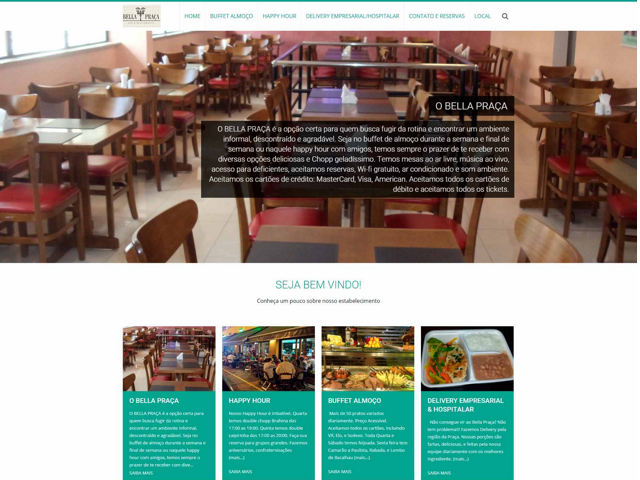 BELLA PRAÇA
HOME BUFFET ALMOÇO HAPPY HOUR DELIVERY EMPRESARIAL/HOSPITALAR CONTATO E RESERVAS LOCAL
O BELLA PRAÇA
O BELLA PRAÇA é a opção certa para quem busca fugir da rotina e encontrar um ambiente
informal, descontraído e agradável. Seja no buffet de almoço durante a semana e final de
semana ou naquele happy hour com amigos, temos sempre o prazer de te receber com
diversas opções deliciosas e Chopp geladíssimo. Temos mesas ao ar livre, música ao vivo,
acesso para deficientes, aceitamos reservas, Wi-fi gratuito, ar condicionado e som ambiente.
Aceitamos os cartões de crédito: MasterCard, Visa, American. Aceitamos todos os cartões de
débito e aceitamos todos os tickets.
SEJA BEM VINDO!
Conheça um pouco sobre nosso estabelecimento
O BELLA PRAÇA
O BELLA PRAÇA é a opção certa para
quem busca fugir da rotina e
encontrar um ambiente informal,
descontraído e agradável. Seja no
buffet de almoço durante a semana e
final de semana ou naquele happy
hour com amigos, temos sempre o
prazer de te receber com dive...
SAIBA MAIS
HAPPY HOUR
Nosso Happy Hour é imbatível. Quarta
temos double chopp Brahma das
17:00 as 19:00. Quinta temos double
caipirinha das 17:00 as 20:00. Faça sua
reserva para grupos grandes. Fazemos
aniversários, confraternizações
(mais...)
SAIBA MAIS
BUFFET ALMOÇO
Mais de 50 pratos variados
diariamente. Preço Acessível.
Aceitamos todos os cartões, incluindo
VR, Elo, e Sodexo. Toda Quarta e
Sábado temos feijoada. Sexta feira tem
Camarão a Paulista, Rabada, e Lombo
de Bacalhau (mais...)
SAIBA MAIS
DELIVERY EMPRESARIAL
& HOSPITALAR
Não consegue vir ao Bella Praça? Não
tem problema!! Fazemos Delivery pela
região da Praça. Nossas porções são
fartas, deliciosas, e feitas pela nossa
equipe diariamente com os melhores
ingrediente. (mais...)
SAIBA MAIS